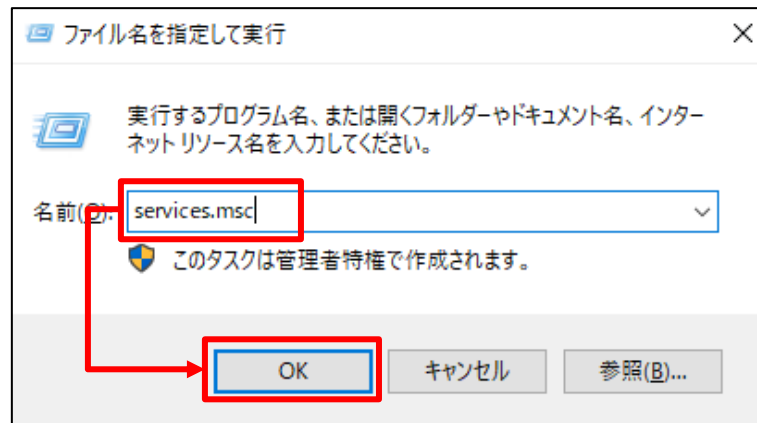 ファイル名を指定して実行
実行するプログラム名、または開くフォルダーやドキュメント名、インター
ネット リソース名を入力してください。
名前(O): services.msc
このタスクは管理者特権で作成されます。
OK キャンセル 参照(B)...